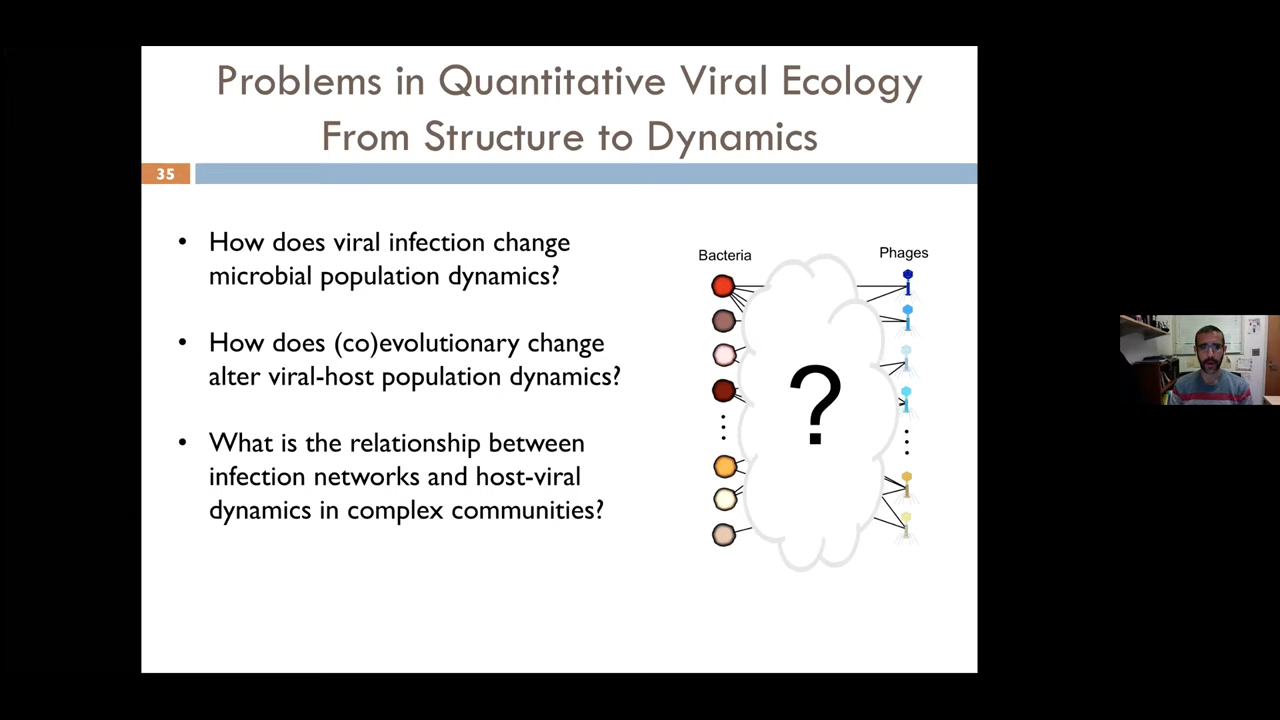 Problems in Quantitative Viral Ecology
From Structure to Dynamics
35
• How does viral infection change
microbial population dynamics?
• How does (co)evolutionary change
alter viral-host population dynamics?
• What is the relationship between
infection networks and host-viral
dynamics in complex communities?
Bacteria
Phages
?